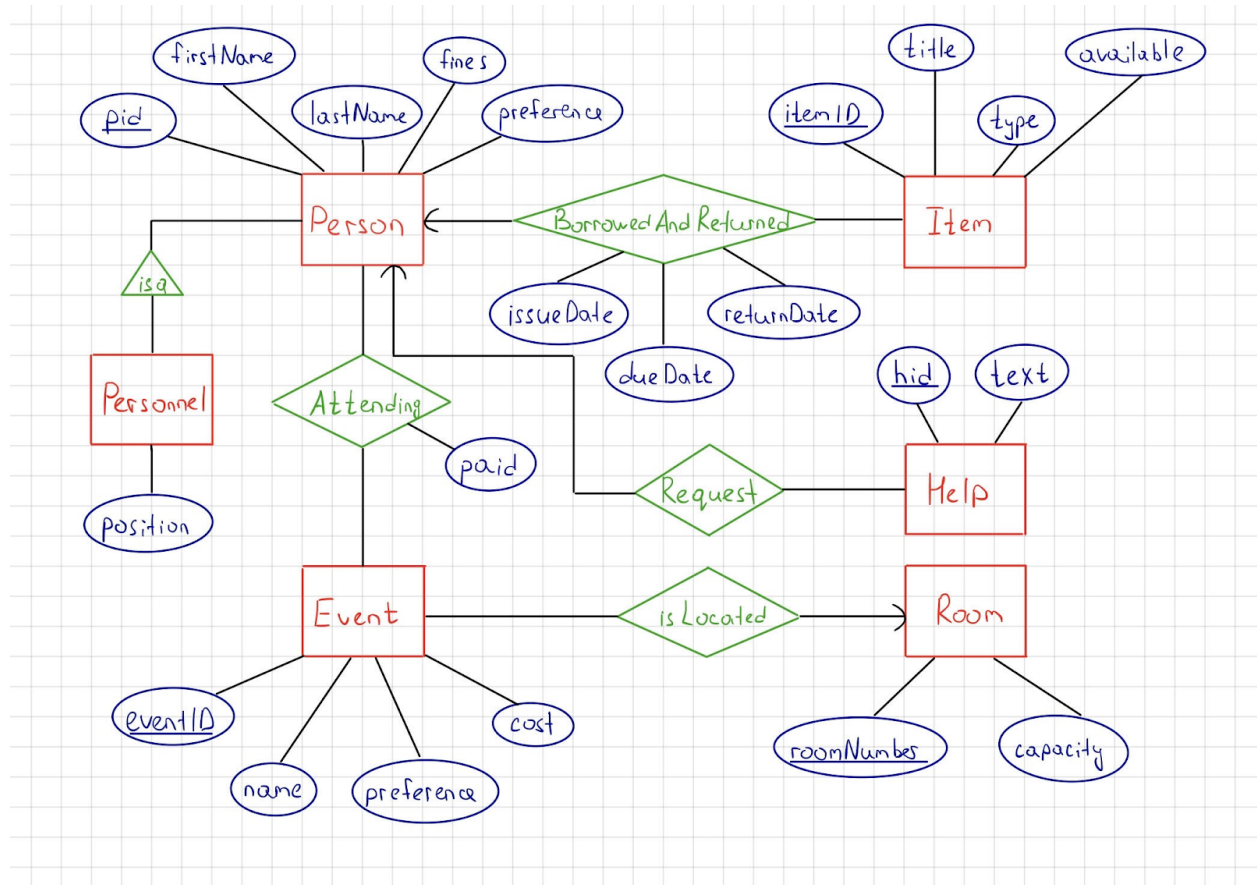 firstName
fines
title
available
pid
lastName
preference
itemID
type
Person
BorrowedAndReturned
Item
isa
issueDate
returnDate
dueDate
hid
text
Personnel
Attending
paid
Request
Help
position
Event
isLocated
Room
eventID
cost
roomNumber
capacity
name
preference